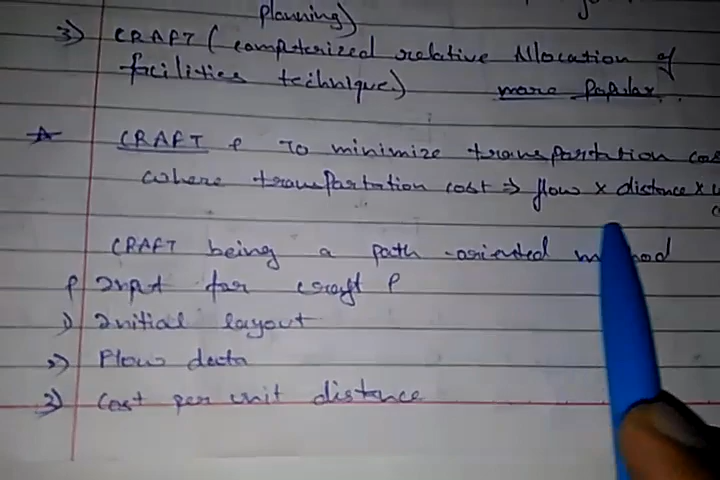 planning)
3) CRAFT (computerized relative Allocation of
facilities technique) more Popular.
CRAFT : To minimize transportation cos
where transportation cost ⇒ flow × distance × u
CRAFT being a path-oriented method
Input for craft :
1) Initial layout
2) Flow data
3) Cost per unit distance